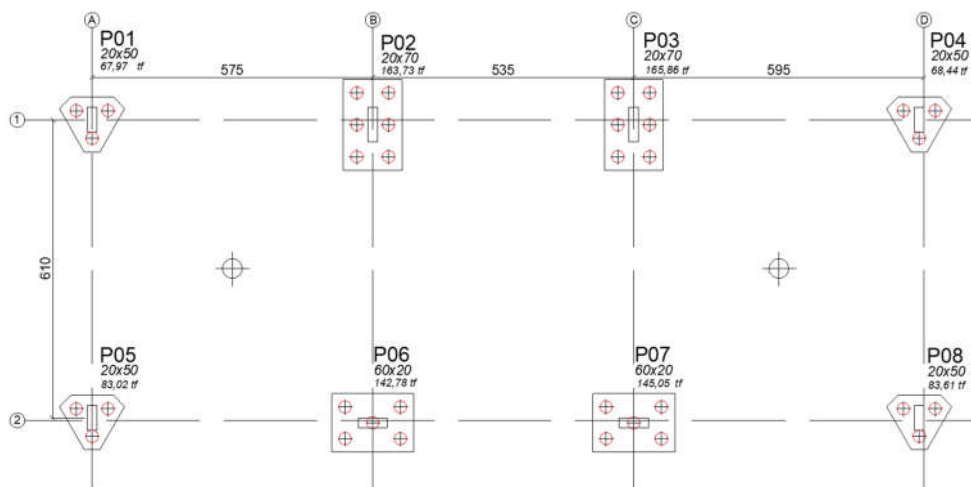 A
B
C
D
P01
20x50
67,97 tf
P02
20x70
163,73 tf
P03
20x70
165,86 tf
P04
20x50
68,44 tf
575
535
595
1
610
P05
20x50
83,02 tf
P06
60x20
142,78 tf
P07
60x20
145,05 tf
P08
20x50
83,61 tf
2